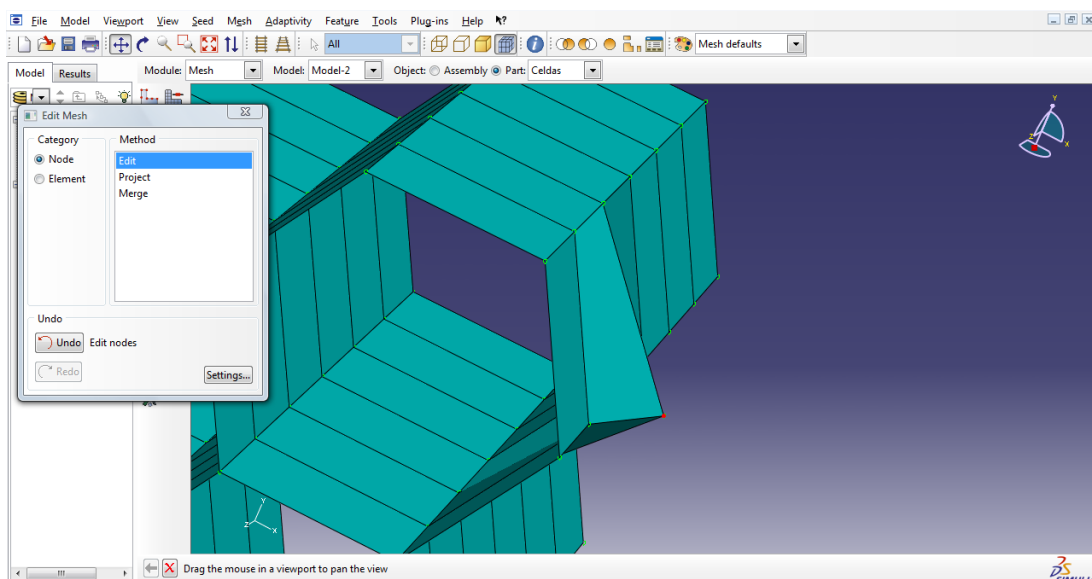 File Model Viewport View Seed Mesh Adaptivity Feature Tools Plug-ins Help
All Mesh defaults
Model Results Module: Mesh Model: Model-2 Object: Assembly Part: Celdas
Edit Mesh
Category Method
Node Edit
Element Project
Merge
Undo
Undo Edit nodes
Redo Settings...
Y
Z X
Y
Z X
Drag the mouse in a viewport to pan the view